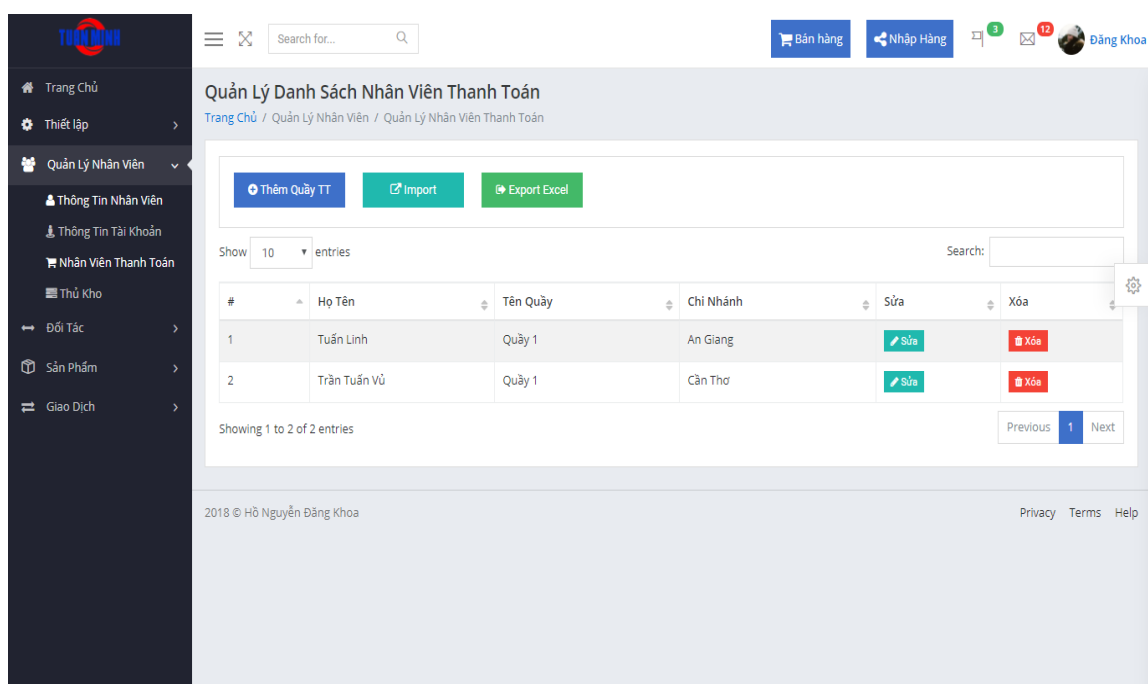 TUẤN MINH
Search for...
Bán hàng
Nhập Hàng
3
12
Đăng Khoa
Trang Chủ
Thiết lập
Quản Lý Nhân Viên
Thông Tin Nhân Viên
Thông Tin Tài Khoản
Nhân Viên Thanh Toán
Thủ Kho
Đối Tác
Sản Phẩm
Giao Dịch
Quản Lý Danh Sách Nhân Viên Thanh Toán
Trang Chủ / Quản Lý Nhân Viên / Quản Lý Nhân Viên Thanh Toán
Thêm Quầy TT Import Export Excel
Show 10 entries Search:
# Họ Tên Tên Quầy Chi Nhánh Sửa Xóa
1 Tuấn Linh Quầy 1 An Giang Sửa Xóa
2 Trần Tuấn Vủ Quầy 1 Cần Thơ Sửa Xóa
Showing 1 to 2 of 2 entries Previous 1 Next
2018 © Hồ Nguyễn Đăng Khoa Privacy Terms Help